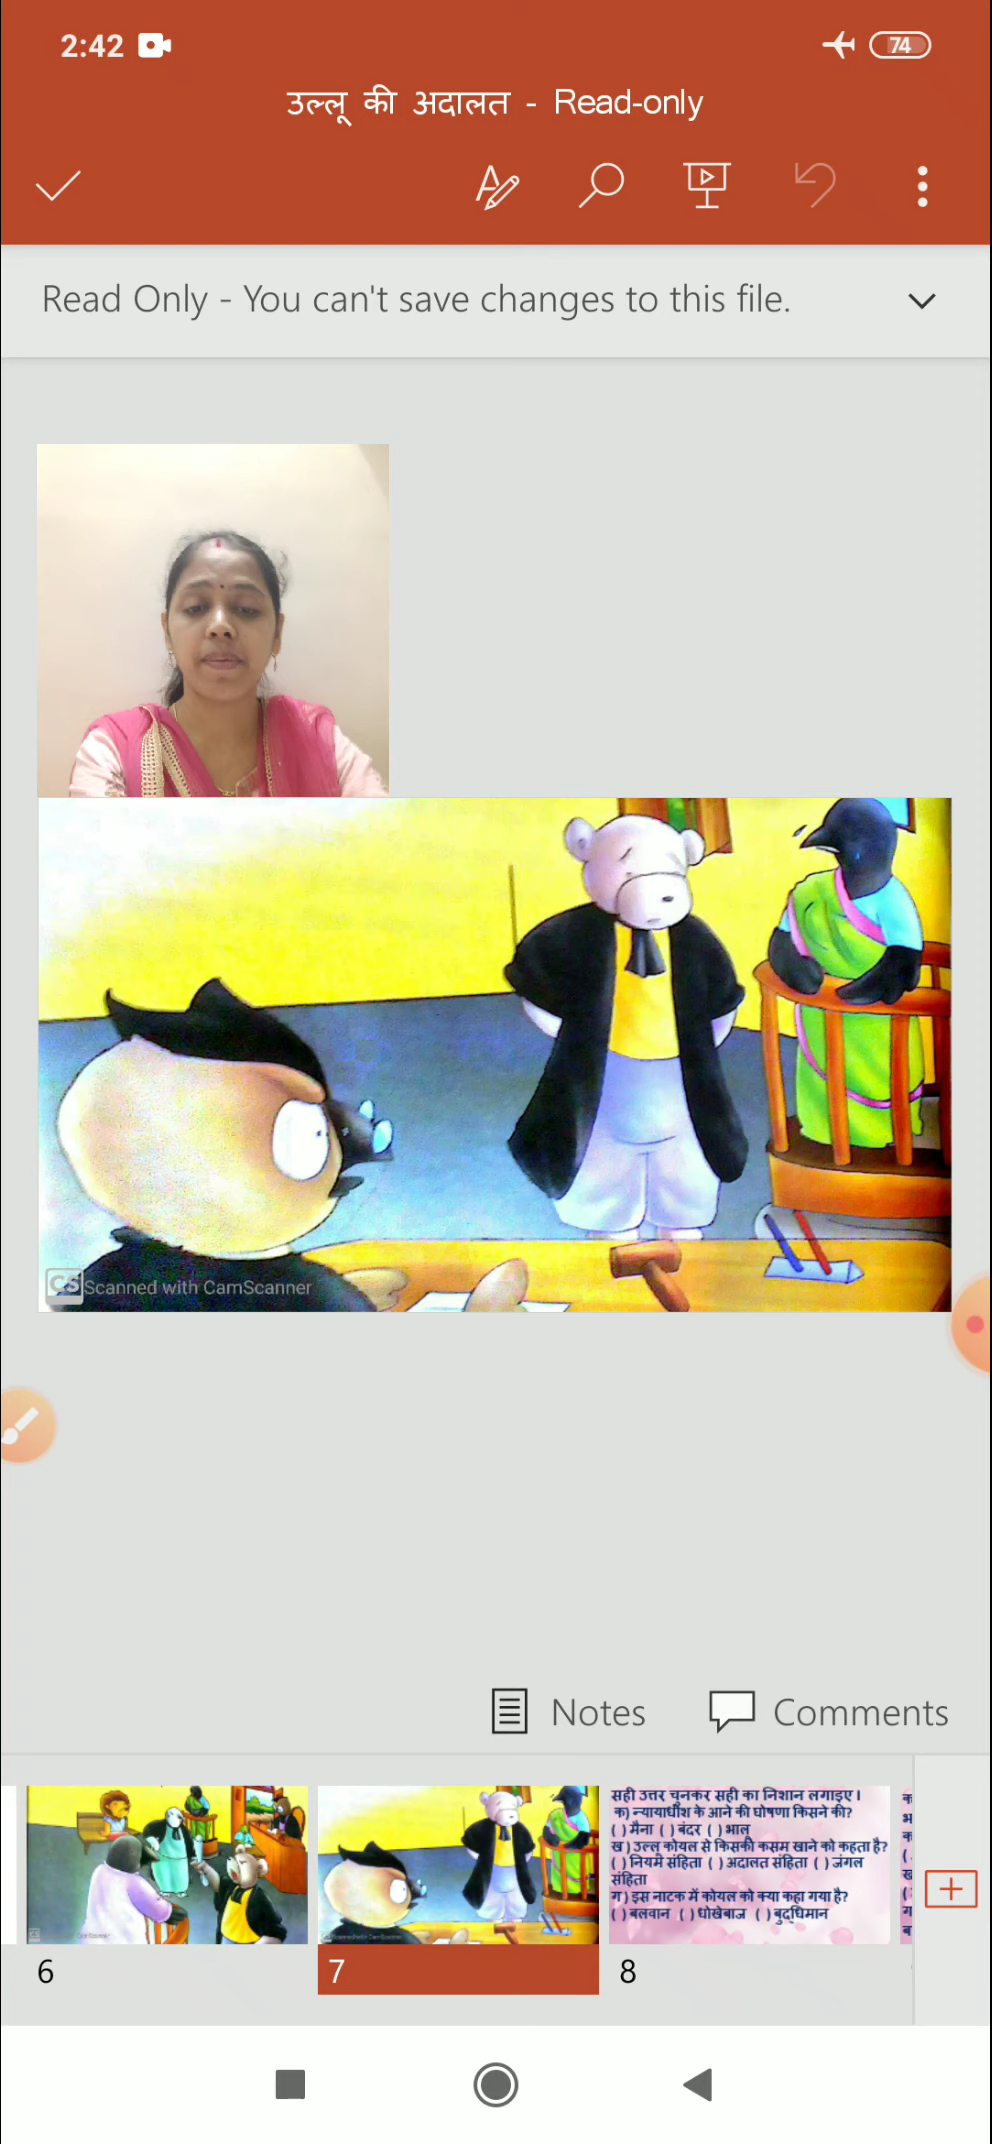 2:42
74
उल्लू की अदालत - Read-only
Read Only - You can't save changes to this file.
CS Scanned with CamScanner
Notes
Comments
सही उत्तर चुनकर सही का निशान लगाइए।
क) न्यायाधीश के आने की घोषणा किसने की?
( ) मैना ( ) बंदर ( ) भालू
ख ) उल्लू कोयल से किसकी कसम खाने को कहता है?
( ) नियम संहिता ( ) अदालत संहिता ( ) जंगल
संहिता
ग) इस नाटक में कोयल को क्या कहा गया है?
( ) बलवान ( ) धोखेबाज ( ) बुद्धिमान
6
7
8